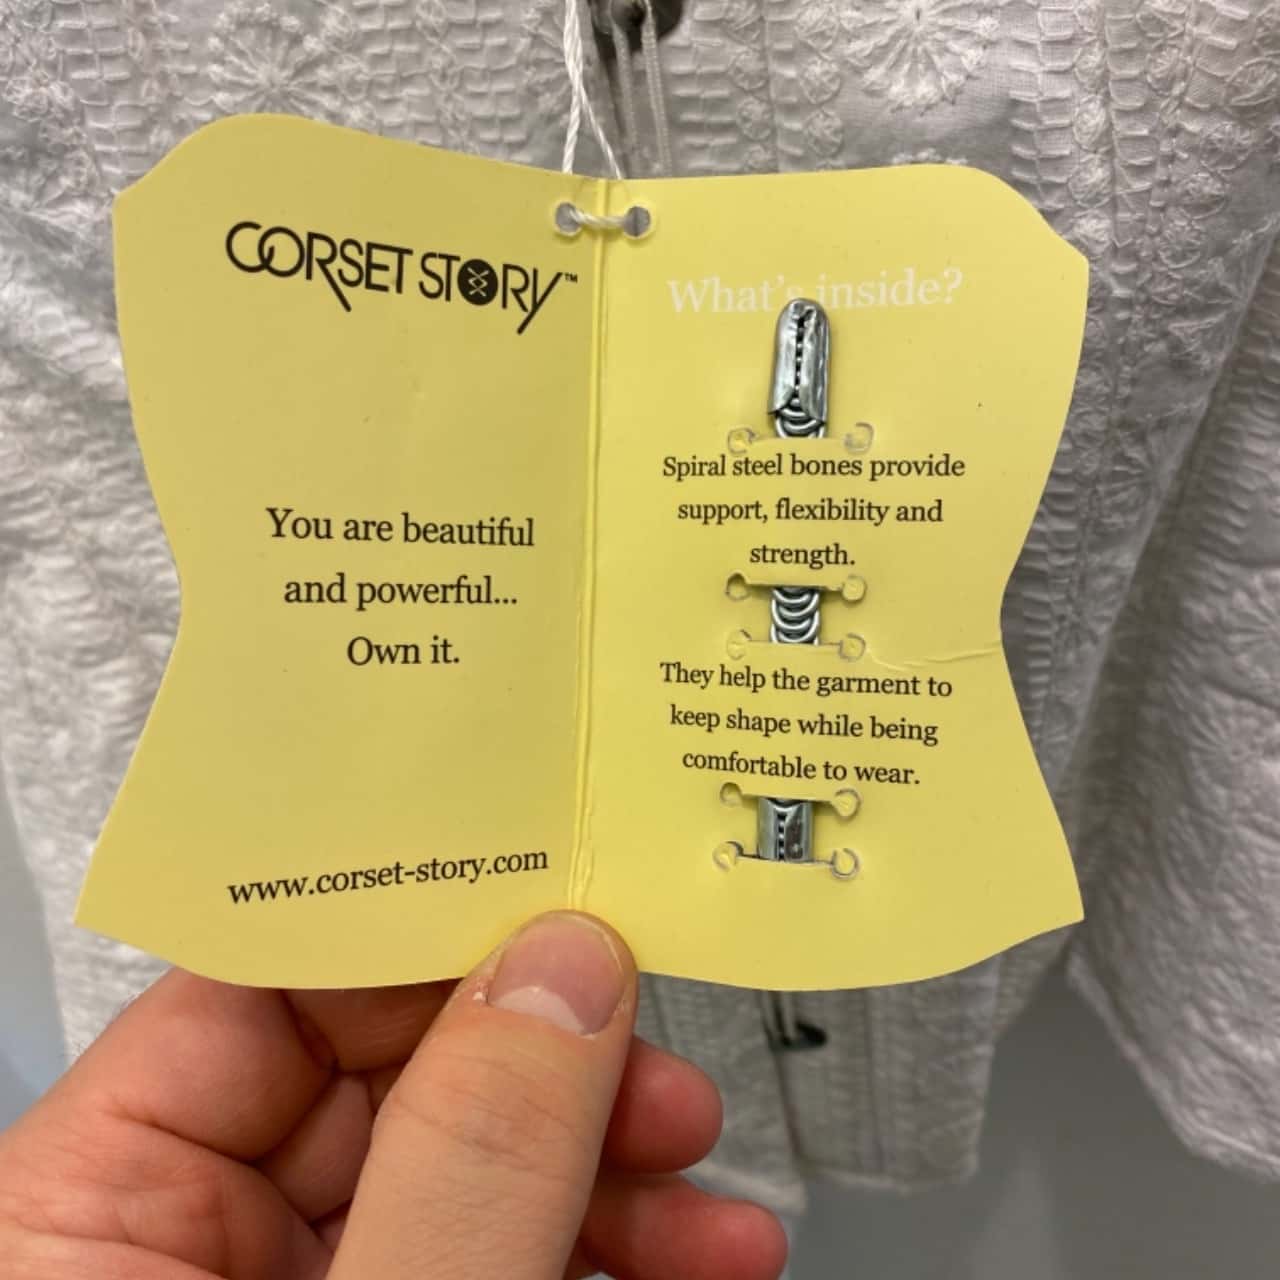 CORSET STORY™
You are beautiful
and powerful...
Own it.
www.corset-story.com
What's inside?
Spiral steel bones provide
support, flexibility and
strength.
They help the garment to
keep shape while being
comfortable to wear.